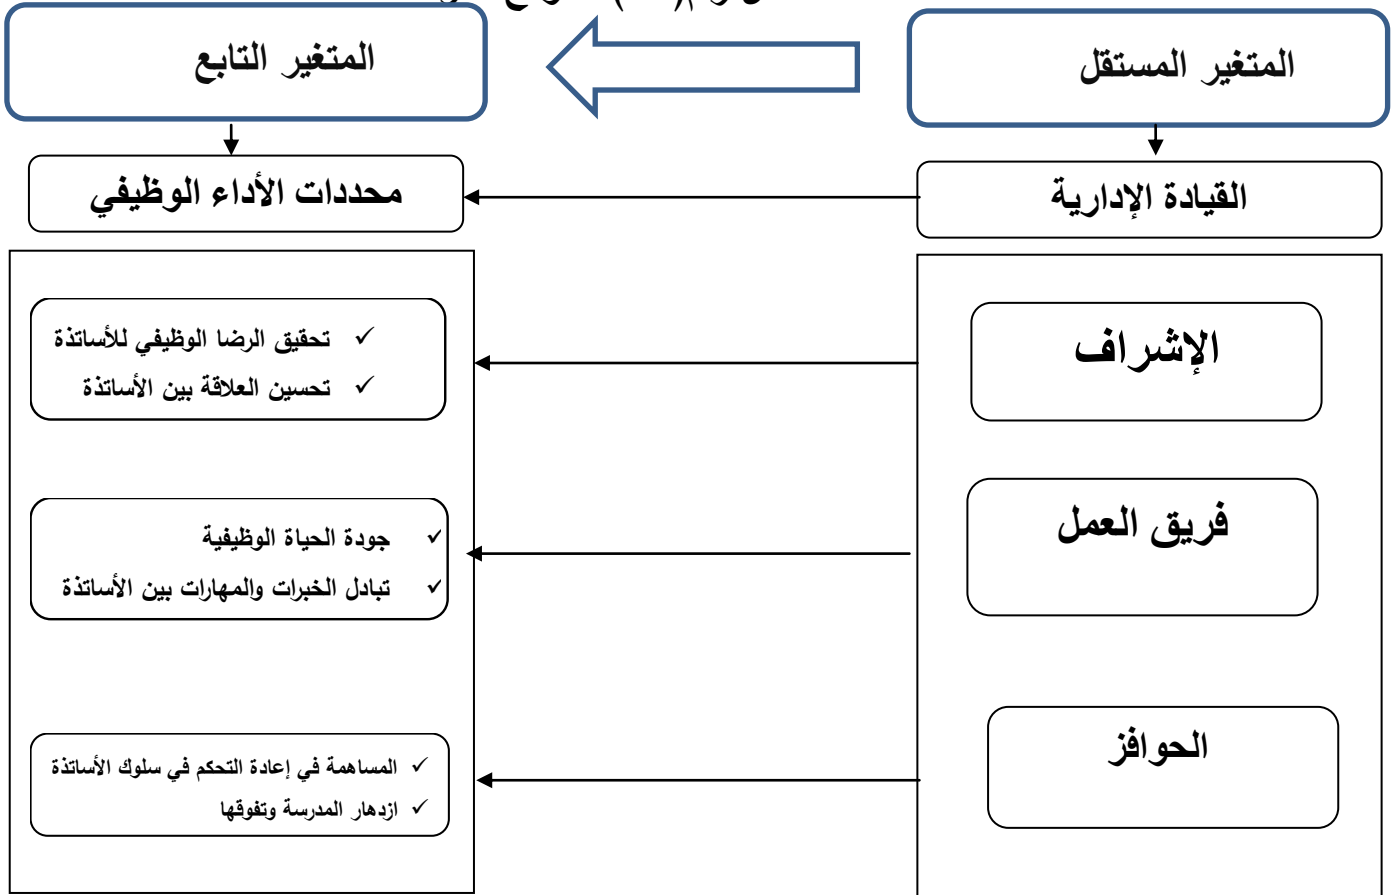 المتغير المستقل
المتغير التابع
القيادة الإدارية
محددات الأداء الوظيفي
الإشراف
✓ تحقيق الرضا الوظيفي للأساتذة
✓ تحسين العلاقة بين الأساتذة
فريق العمل
✓ جودة الحياة الوظيفية
✓ تبادل الخبرات والمهارات بين الأساتذة
الحوافز
✓ المساهمة في إعادة التحكم في سلوك الأساتذة
✓ ازدهار المدرسة وتفوقها